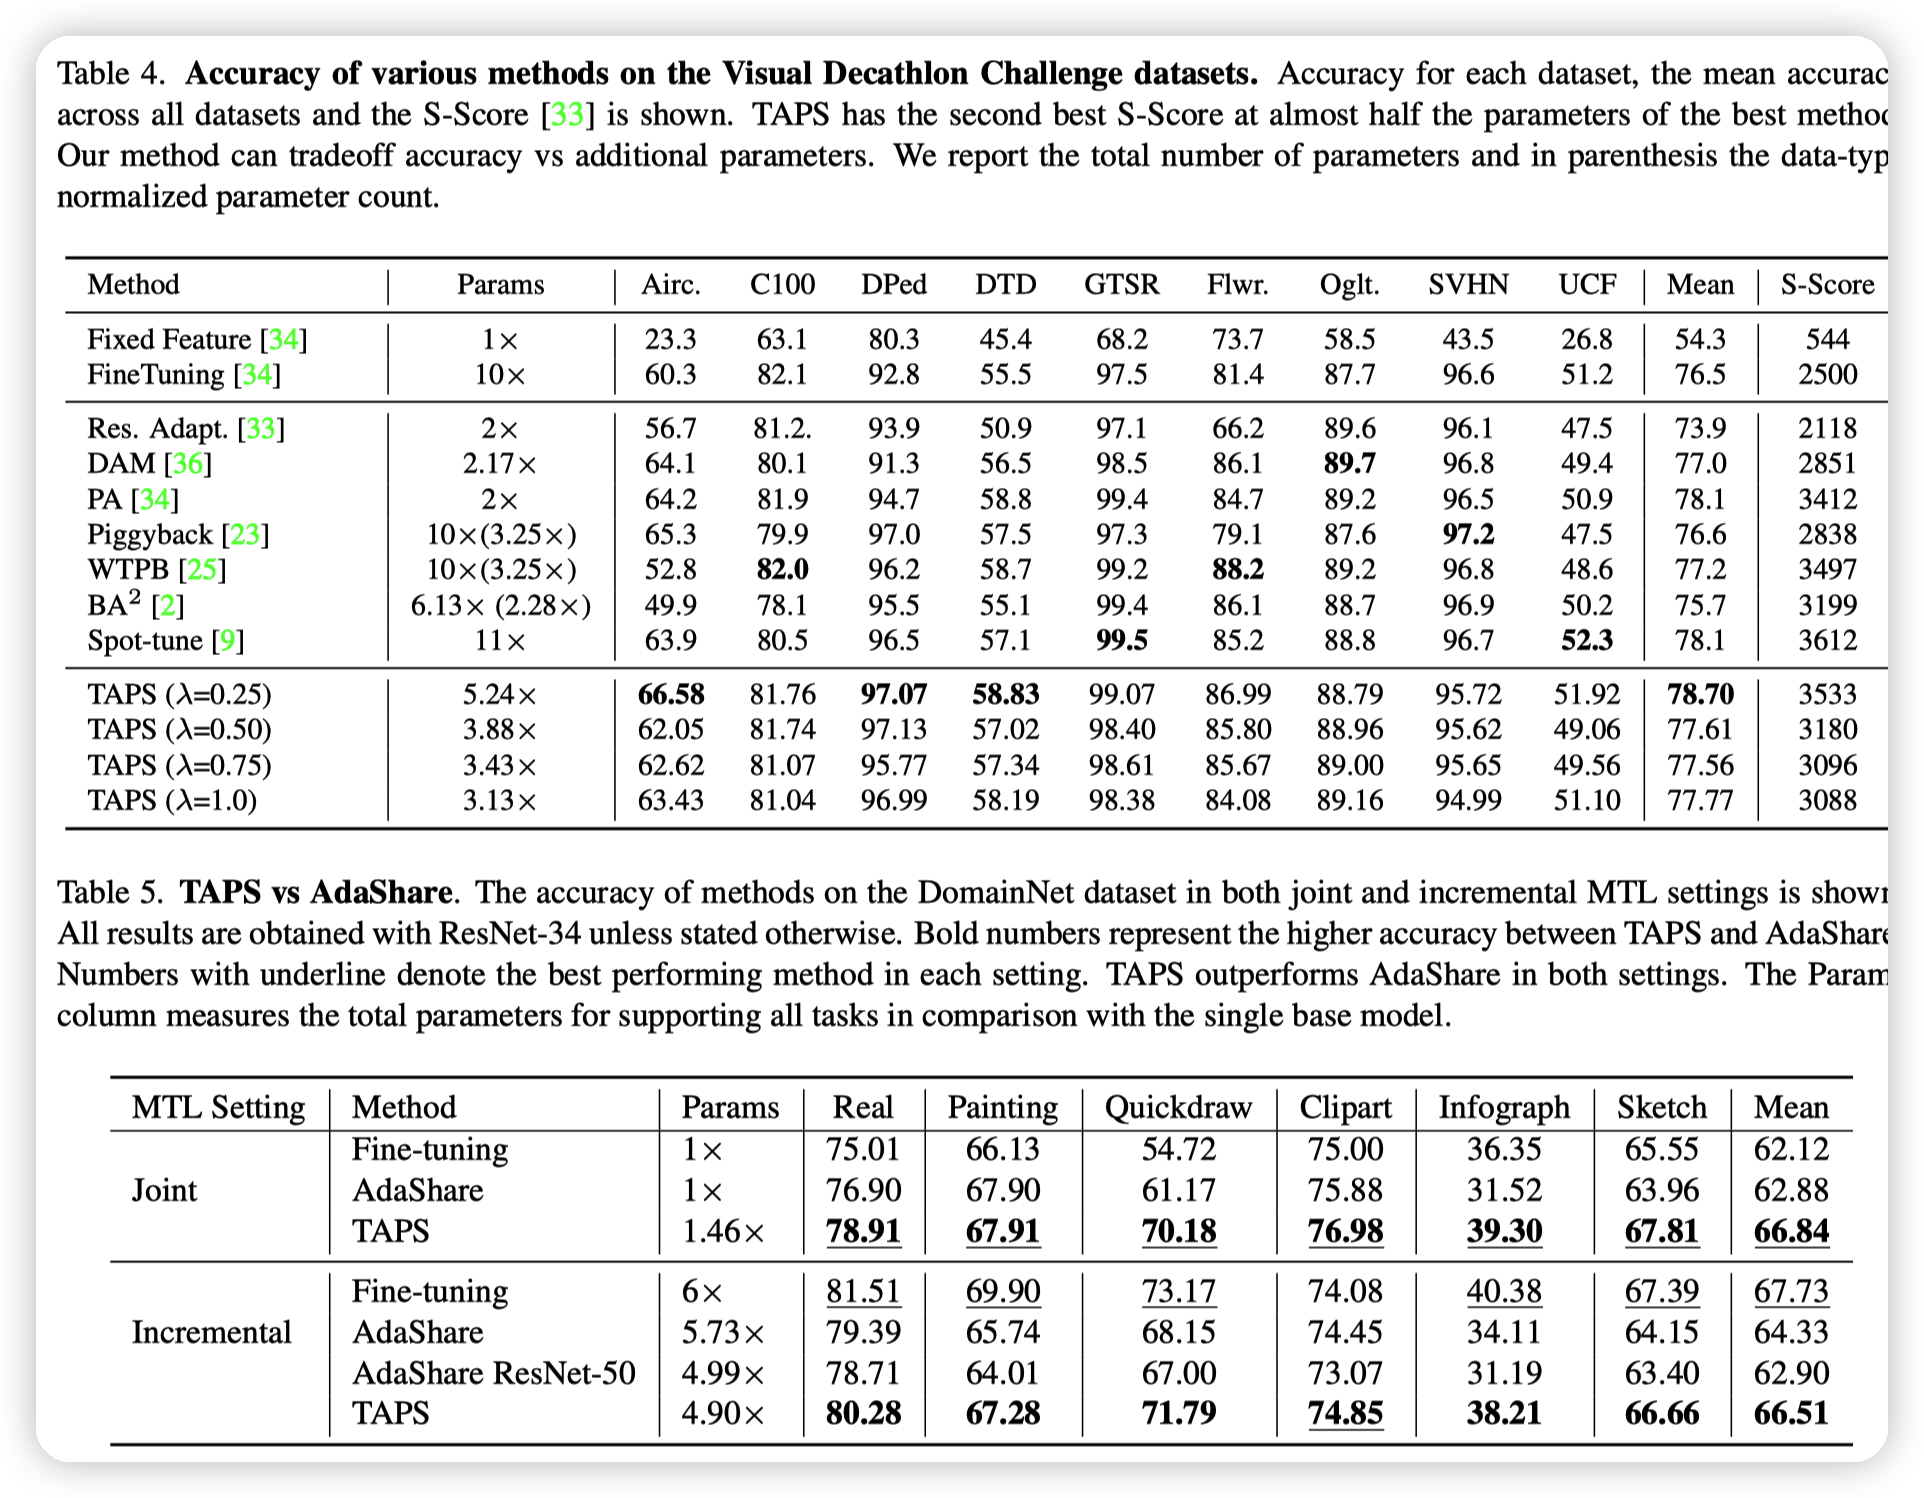 Table 4. Accuracy of various methods on the Visual Decathlon Challenge datasets. Accuracy for each dataset, the mean accurac
across all datasets and the S-Score [33] is shown. TAPS has the second best S-Score at almost half the parameters of the best method
Our method can tradeoff accuracy vs additional parameters. We report the total number of parameters and in parenthesis the data-typ
normalized parameter count.
Method Params Airc. C100 DPed DTD GTSR Flwr. Oglt. SVHN UCF Mean S-Score
Fixed Feature [34] 1× 23.3 63.1 80.3 45.4 68.2 73.7 58.5 43.5 26.8 54.3 544
FineTuning [34] 10× 60.3 82.1 92.8 55.5 97.5 81.4 87.7 96.6 51.2 76.5 2500
Res. Adapt. [33] 2× 56.7 81.2. 93.9 50.9 97.1 66.2 89.6 96.1 47.5 73.9 2118
DAM [36] 2.17× 64.1 80.1 91.3 56.5 98.5 86.1 89.7 96.8 49.4 77.0 2851
PA [34] 2× 64.2 81.9 94.7 58.8 99.4 84.7 89.2 96.5 50.9 78.1 3412
Piggyback [23] 10×(3.25×) 65.3 79.9 97.0 57.5 97.3 79.1 87.6 97.2 47.5 76.6 2838
WTPB [25] 10×(3.25×) 52.8 82.0 96.2 58.7 99.2 88.2 89.2 96.8 48.6 77.2 3497
BA² [2] 6.13× (2.28×) 49.9 78.1 95.5 55.1 99.4 86.1 88.7 96.9 50.2 75.7 3199
Spot-tune [9] 11× 63.9 80.5 96.5 57.1 99.5 85.2 88.8 96.7 52.3 78.1 3612
TAPS (λ=0.25) 5.24× 66.58 81.76 97.07 58.83 99.07 86.99 88.79 95.72 51.92 78.70 3533
TAPS (λ=0.50) 3.88× 62.05 81.74 97.13 57.02 98.40 85.80 88.96 95.62 49.06 77.61 3180
TAPS (λ=0.75) 3.43× 62.62 81.07 95.77 57.34 98.61 85.67 89.00 95.65 49.56 77.56 3096
TAPS (λ=1.0) 3.13× 63.43 81.04 96.99 58.19 98.38 84.08 89.16 94.99 51.10 77.77 3088
Table 5. TAPS vs AdaShare. The accuracy of methods on the DomainNet dataset in both joint and incremental MTL settings is shown
All results are obtained with ResNet-34 unless stated otherwise. Bold numbers represent the higher accuracy between TAPS and AdaShare
Numbers with underline denote the best performing method in each setting. TAPS outperforms AdaShare in both settings. The Param
column measures the total parameters for supporting all tasks in comparison with the single base model.
MTL Setting Method Params Real Painting Quickdraw Clipart Infograph Sketch Mean
Fine-tuning 1× 75.01 66.13 54.72 75.00 36.35 65.55 62.12
Joint AdaShare 1× 76.90 67.90 61.17 75.88 31.52 63.96 62.88
TAPS 1.46× 78.91 67.91 70.18 76.98 39.30 67.81 66.84
Fine-tuning 6× 81.51 69.90 73.17 74.08 40.38 67.39 67.73
Incremental AdaShare 5.73× 79.39 65.74 68.15 74.45 34.11 64.15 64.33
AdaShare ResNet-50 4.99× 78.71 64.01 67.00 73.07 31.19 63.40 62.90
TAPS 4.90× 80.28 67.28 71.79 74.85 38.21 66.66 66.51